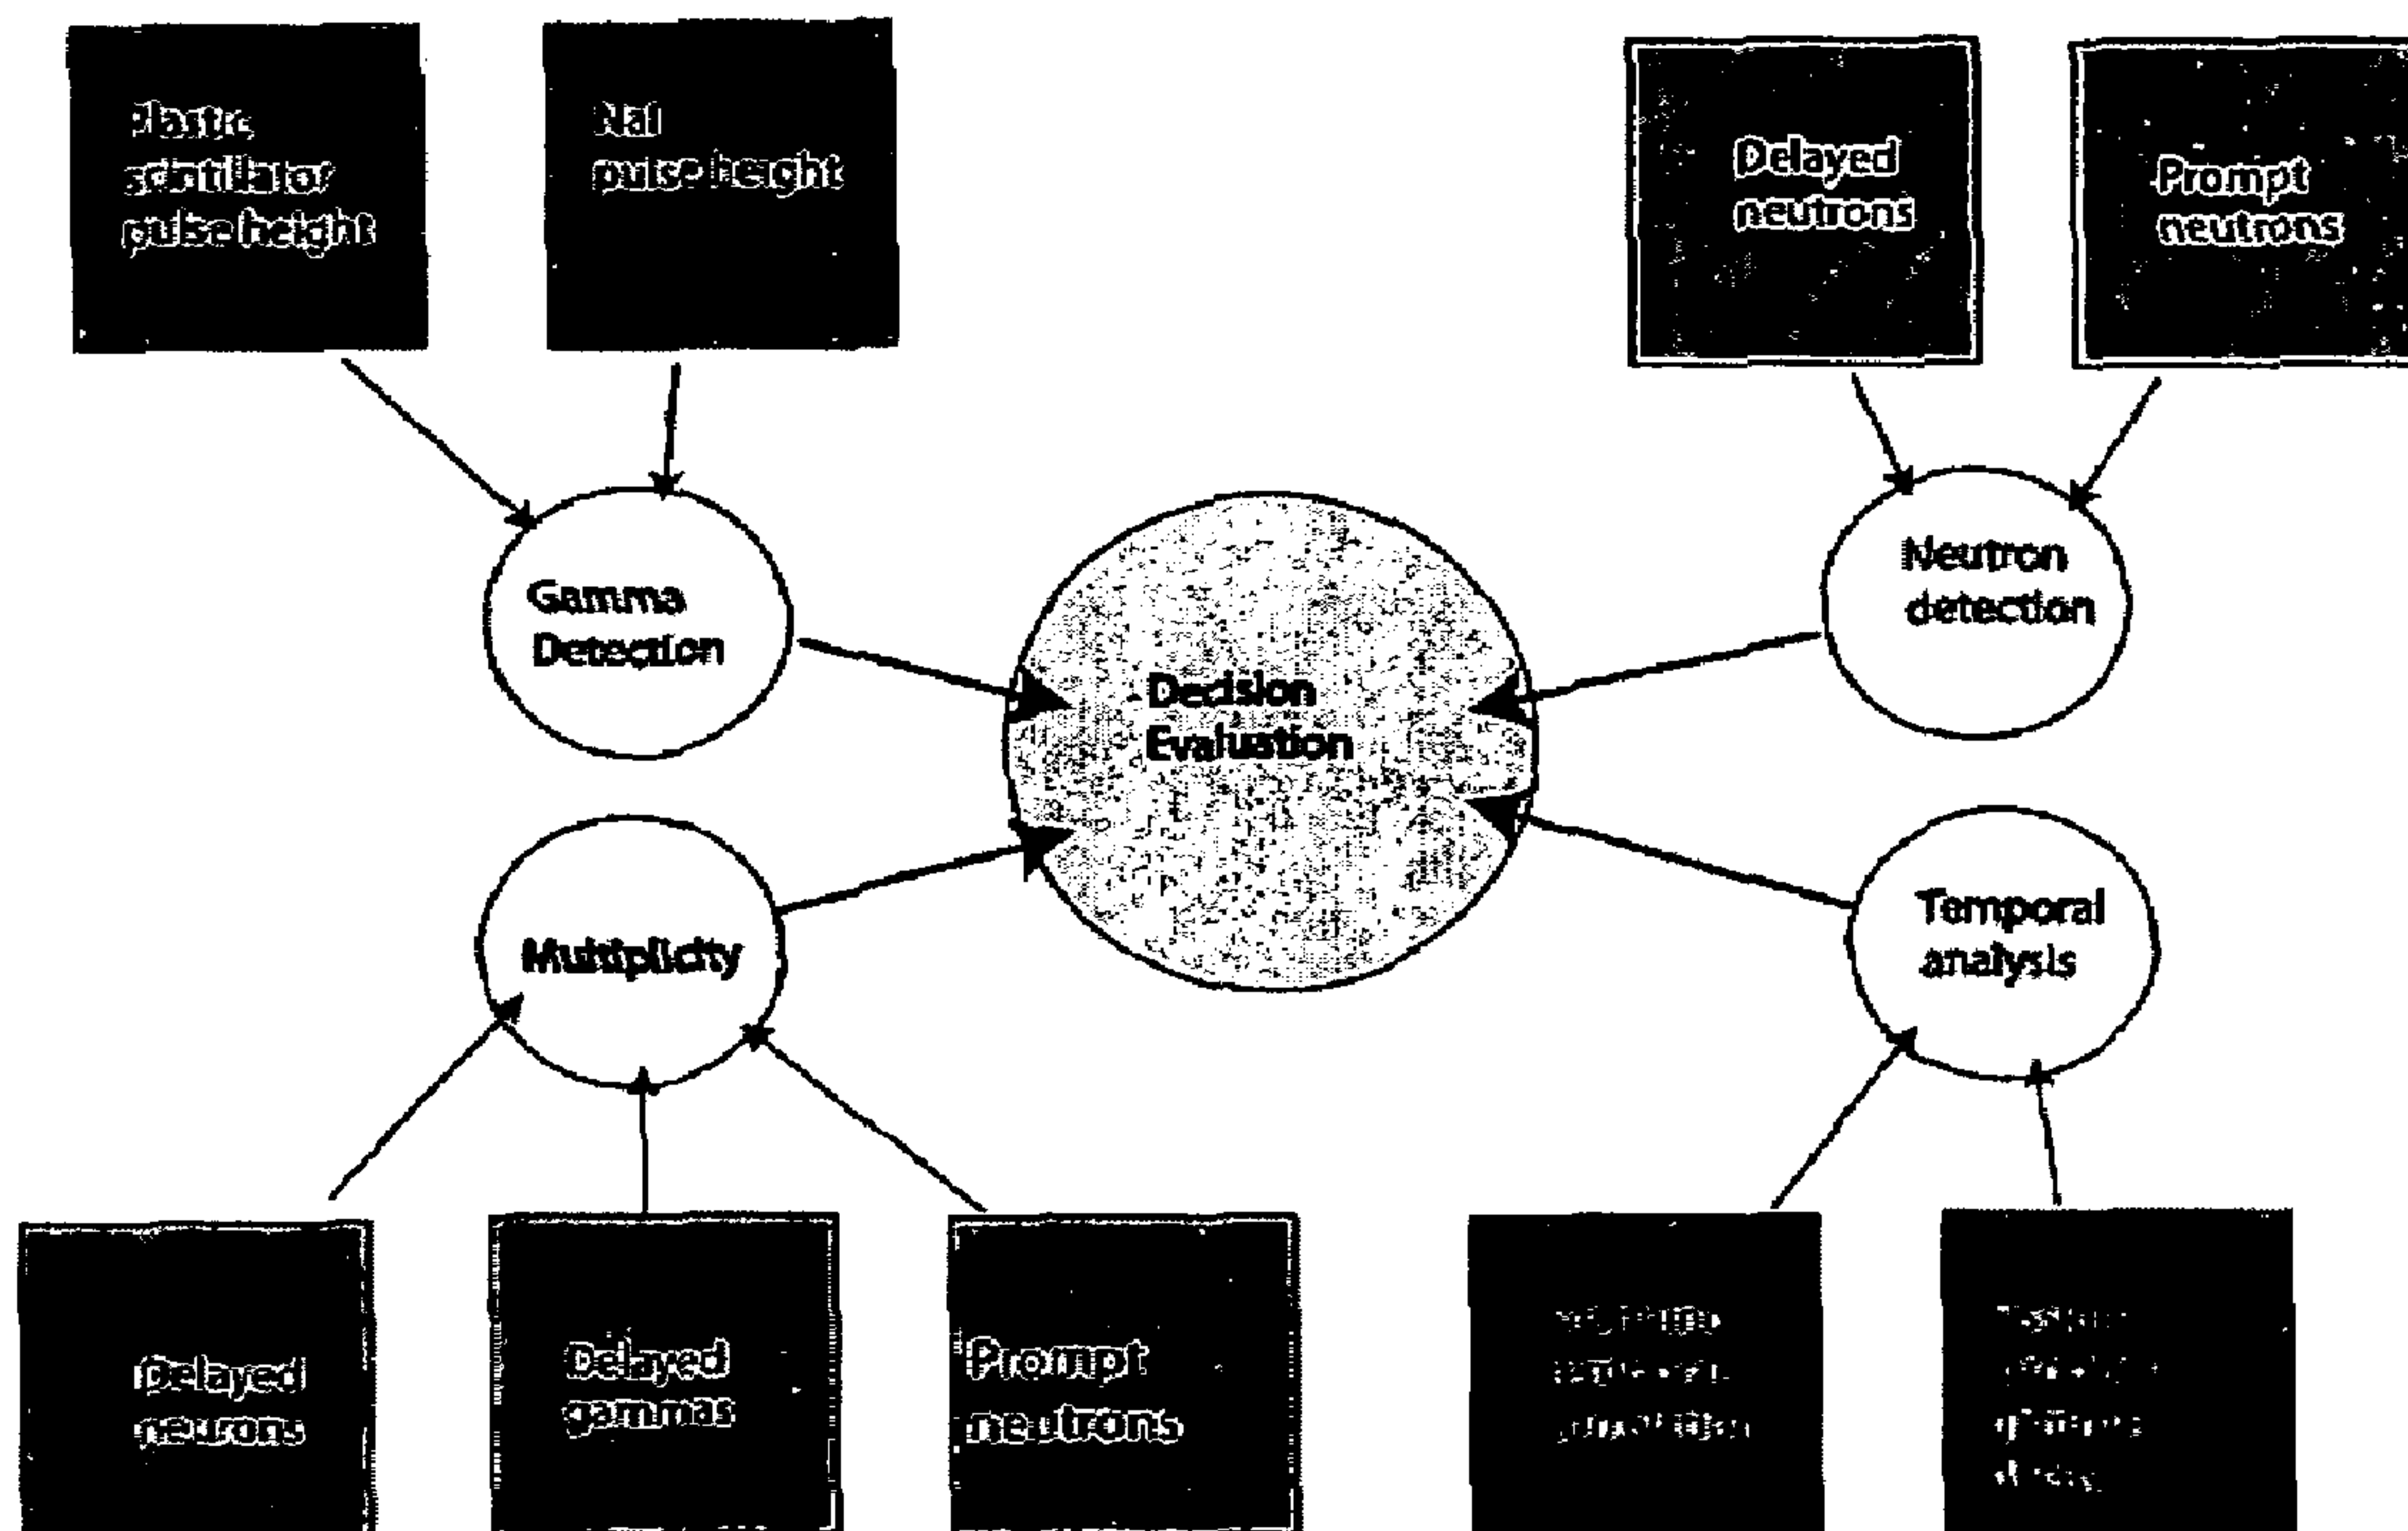 Plastic
scintillator
pulse height
NaI
pulse height
Delayed
neutrons
Prompt
neutrons
Gamma
Detection
Decision
Evaluation
Neutron
detection
Multiplicity
Temporal
analysis
Delayed
neurons
Delayed
gammas
Prompt
neutrons